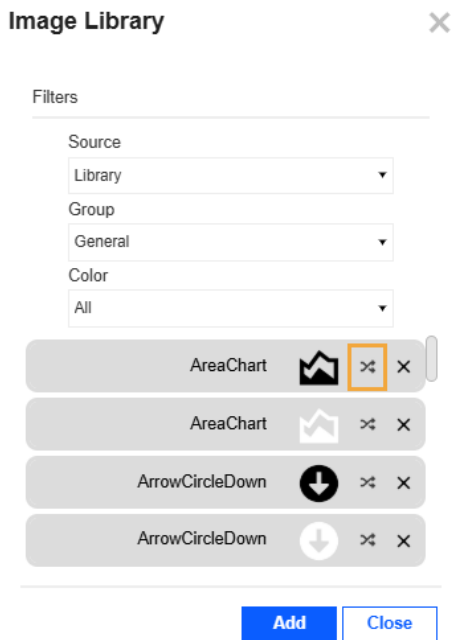 Image Library
Filters
Source
Library
Group
General
Color
All
AreaChart
AreaChart
ArrowCircleDown
ArrowCircleDown
Add Close